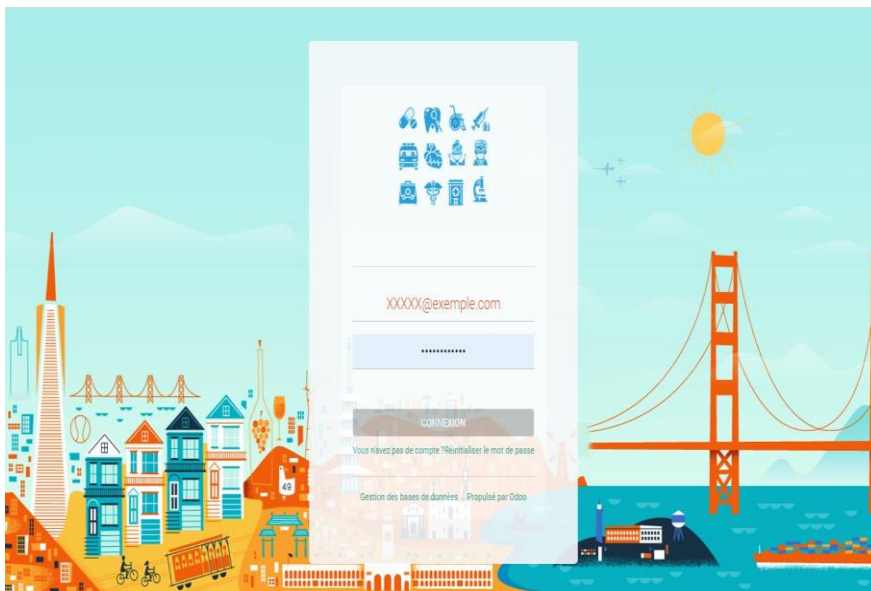 XXXXX@exemple.com
••••••••••••
CONNEXION
Vous n'avez pas de compte ?Réinitialiser le mot de passe
Gestion des bases de données | Propulsé par Odoo
49